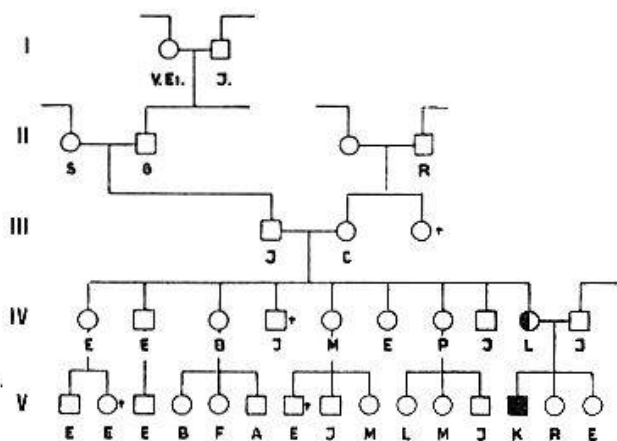 I
V.El. J.
II
S G R
III
J C
IV
E E G J M E P J L J
V
E E E B F A E J M L M J K R E